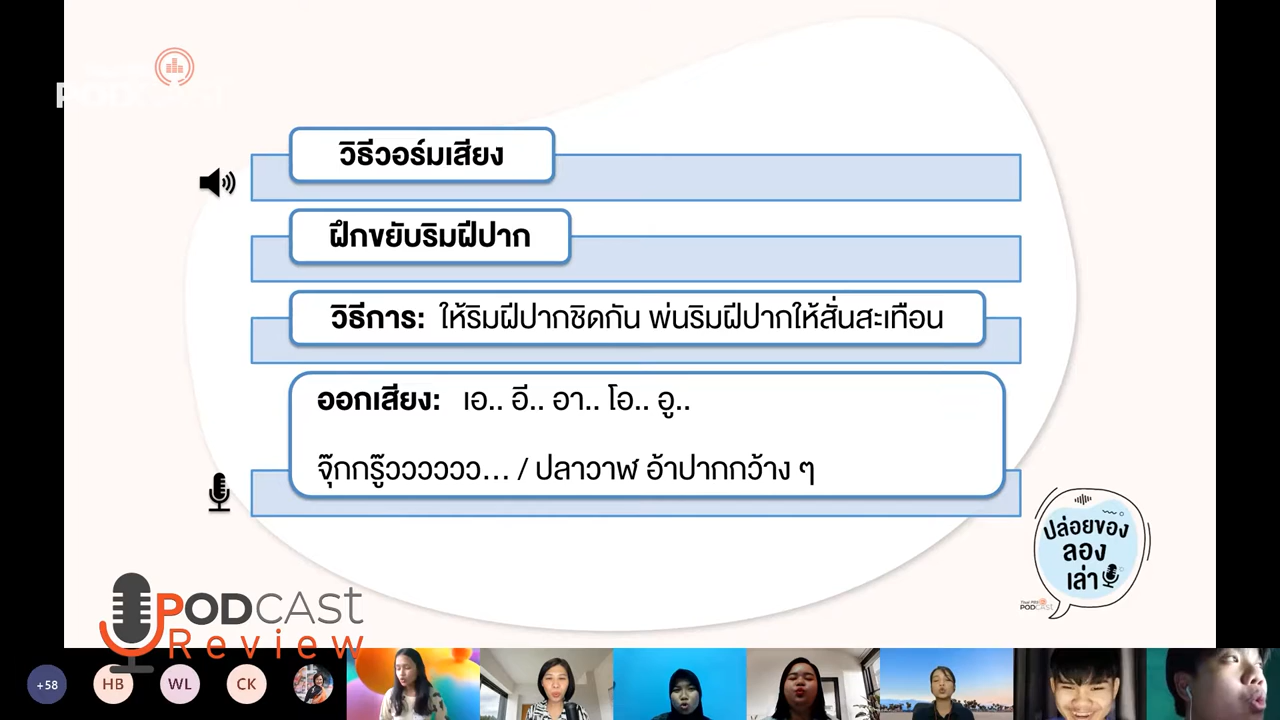 วิธีวอร์มเสียง
ฝึกขยับริมฝีปาก
วิธีการ: ให้ริมฝีปากชิดกัน พ่นริมฝีปากให้สั่นสะเทือน
ออกเสียง: เอ.. อี.. อา.. โอ.. อู..
จุ๊กกรู๊วววววว... / ปลาวาฬ อ้าปากกว้าง ๆ
ปล่อยของ
ลอง
เล่า
Thai PBS
PODCAST
PODCAST
Review
+58
HB
WL
CK